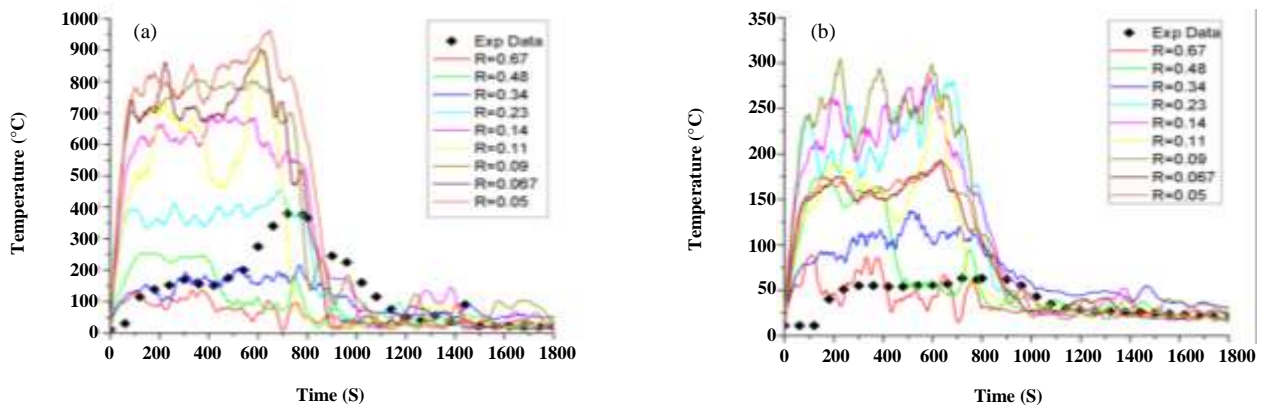 (a)
Temperature (°C)
1000
900
800
700
600
500
400
300
200
100
0
0 200 400 600 800 1000 1200 1400 1600 1800
Time (S)
Exp Data
R=0.67
R=0.48
R=0.34
R=0.23
R=0.14
R=0.11
R=0.09
R=0.067
R=0.05
(b)
Temperature (°C)
350
300
250
200
150
100
50
0
0 200 400 600 800 1000 1200 1400 1600 1800
Time (S)
Exp Data
R=0.67
R=0.48
R=0.34
R=0.23
R=0.14
R=0.11
R=0.09
R=0.067
R=0.05